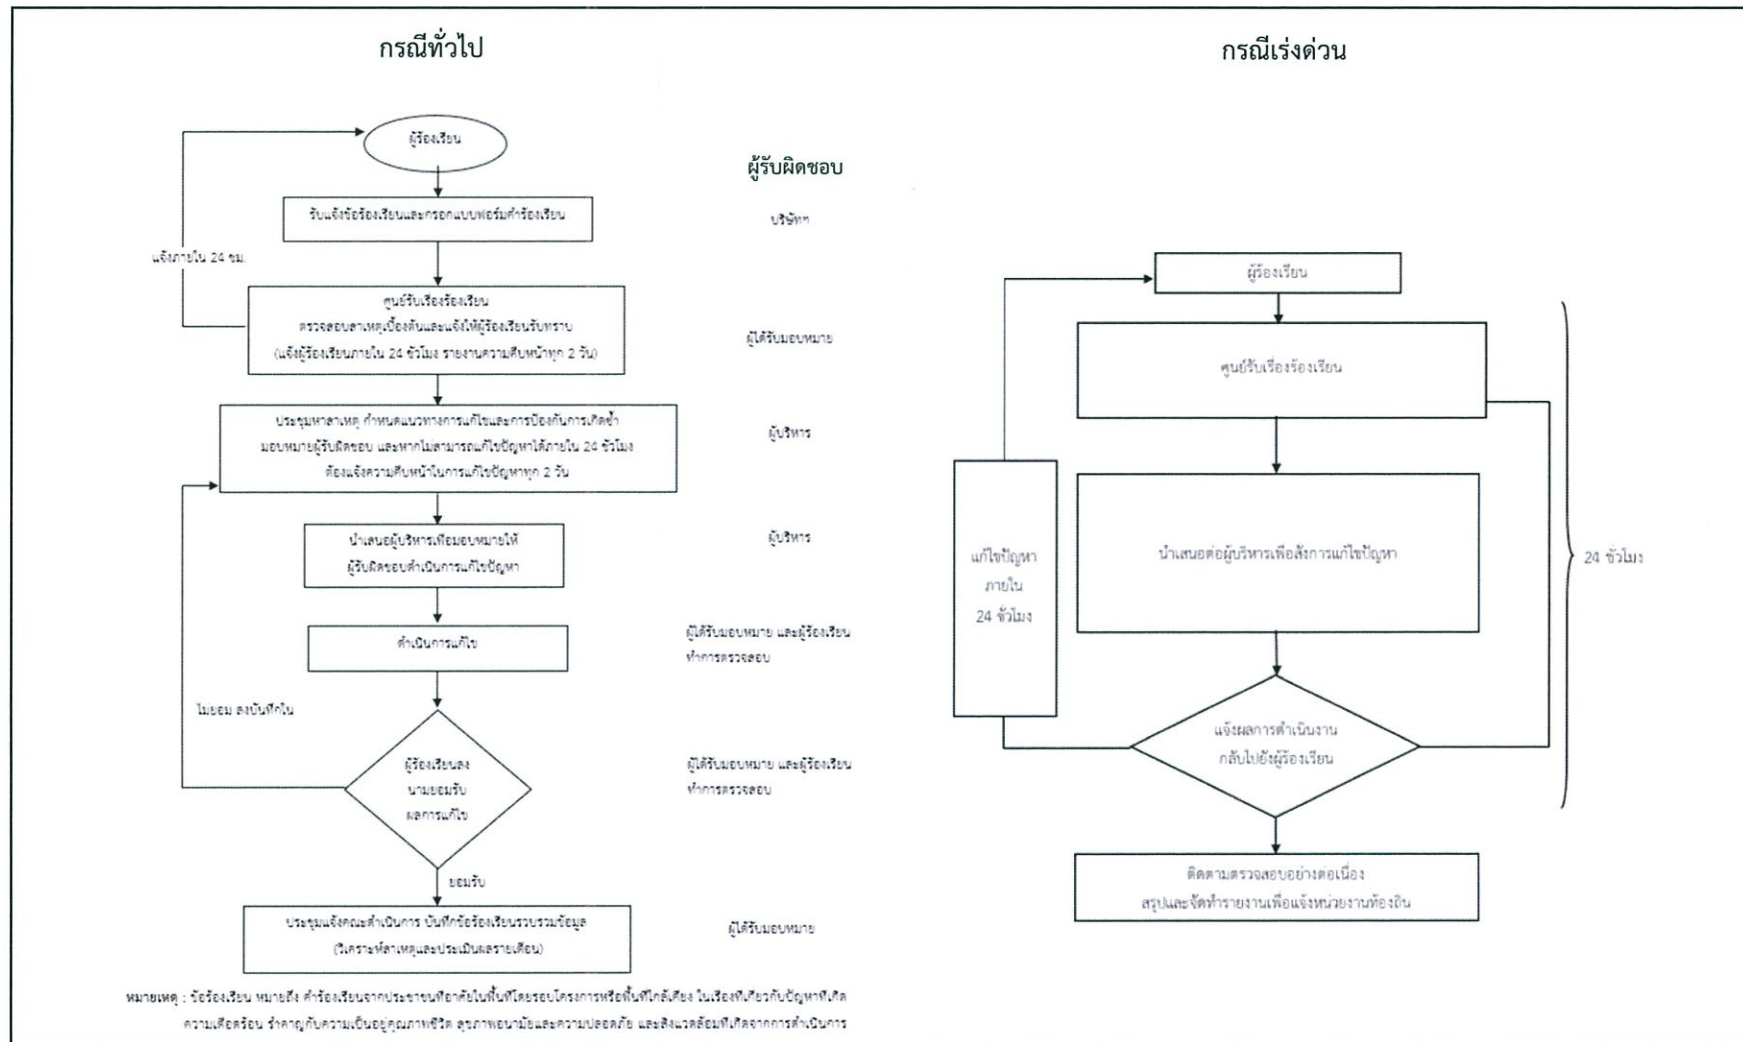 กรณีทั่วไป
ผู้ร้องเรียน
ผู้รับผิดชอบ
รับแจ้งข้อร้องเรียนและกรอกแบบฟอร์มคำร้องเรียน
บริษัทฯ
แจ้งภายใน 24 ชม.
ศูนย์รับเรื่องร้องเรียน
ตรวจสอบสาเหตุเบื้องต้นและแจ้งให้ผู้ร้องเรียนรับทราบ
(แจ้งผู้ร้องเรียนภายใน 24 ชั่วโมง รายงานความคืบหน้าทุก 2 วัน)
ผู้ได้รับมอบหมาย
ประชุมหาสาเหตุ กำหนดแนวทางการแก้ไขและการป้องกันการเกิดซ้ำ
มอบหมายผู้รับผิดชอบ และหากไม่สามารถแก้ไขปัญหาได้ภายใน 24 ชั่วโมง
ต้องแจ้งความคืบหน้าในการแก้ไขปัญหาทุก 2 วัน
ผู้บริหาร
นำเสนอผู้บริหารเพื่อมอบหมายให้
ผู้รับผิดชอบดำเนินการแก้ไขปัญหา
ผู้บริหาร
ดำเนินการแก้ไข
ผู้ได้รับมอบหมาย และผู้ร้องเรียน
ทำการตรวจสอบ
ไม่ยอม ลงบันทึกใน
ผู้ร้องเรียนลง
นามยอมรับ
ผลการแก้ไข
ผู้ได้รับมอบหมาย และผู้ร้องเรียน
ทำการตรวจสอบ
ยอมรับ
ประชุมแจ้งคณะดำเนินการ บันทึกข้อร้องเรียนรวบรวมข้อมูล
(วิเคราะห์สาเหตุและประเมินผลรายเดือน)
ผู้ได้รับมอบหมาย
หมายเหตุ : ข้อร้องเรียน หมายถึง คำร้องเรียนจากประชาชนที่อาศัยในพื้นที่โดยรอบโครงการหรือพื้นที่ใกล้เคียง ในเรื่องที่เกี่ยวกับปัญหาที่เกิด
ความเดือดร้อน รำคาญกับความเป็นอยู่คุณภาพชีวิต สุขภาพอนามัยและความปลอดภัย และสิ่งแวดล้อมที่เกิดจากการดำเนินการ
กรณีเร่งด่วน
ผู้ร้องเรียน
ศูนย์รับเรื่องร้องเรียน
นำเสนอต่อผู้บริหารเพื่อสั่งการแก้ไขปัญหา
แก้ไขปัญหา
ภายใน
24 ชั่วโมง
24 ชั่วโมง
แจ้งผลการดำเนินงาน
กลับไปยังผู้ร้องเรียน
ติดตามตรวจสอบอย่างต่อเนื่อง
สรุปและจัดทำรายงานเพื่อแจ้งหน่วยงานท้องถิ่น